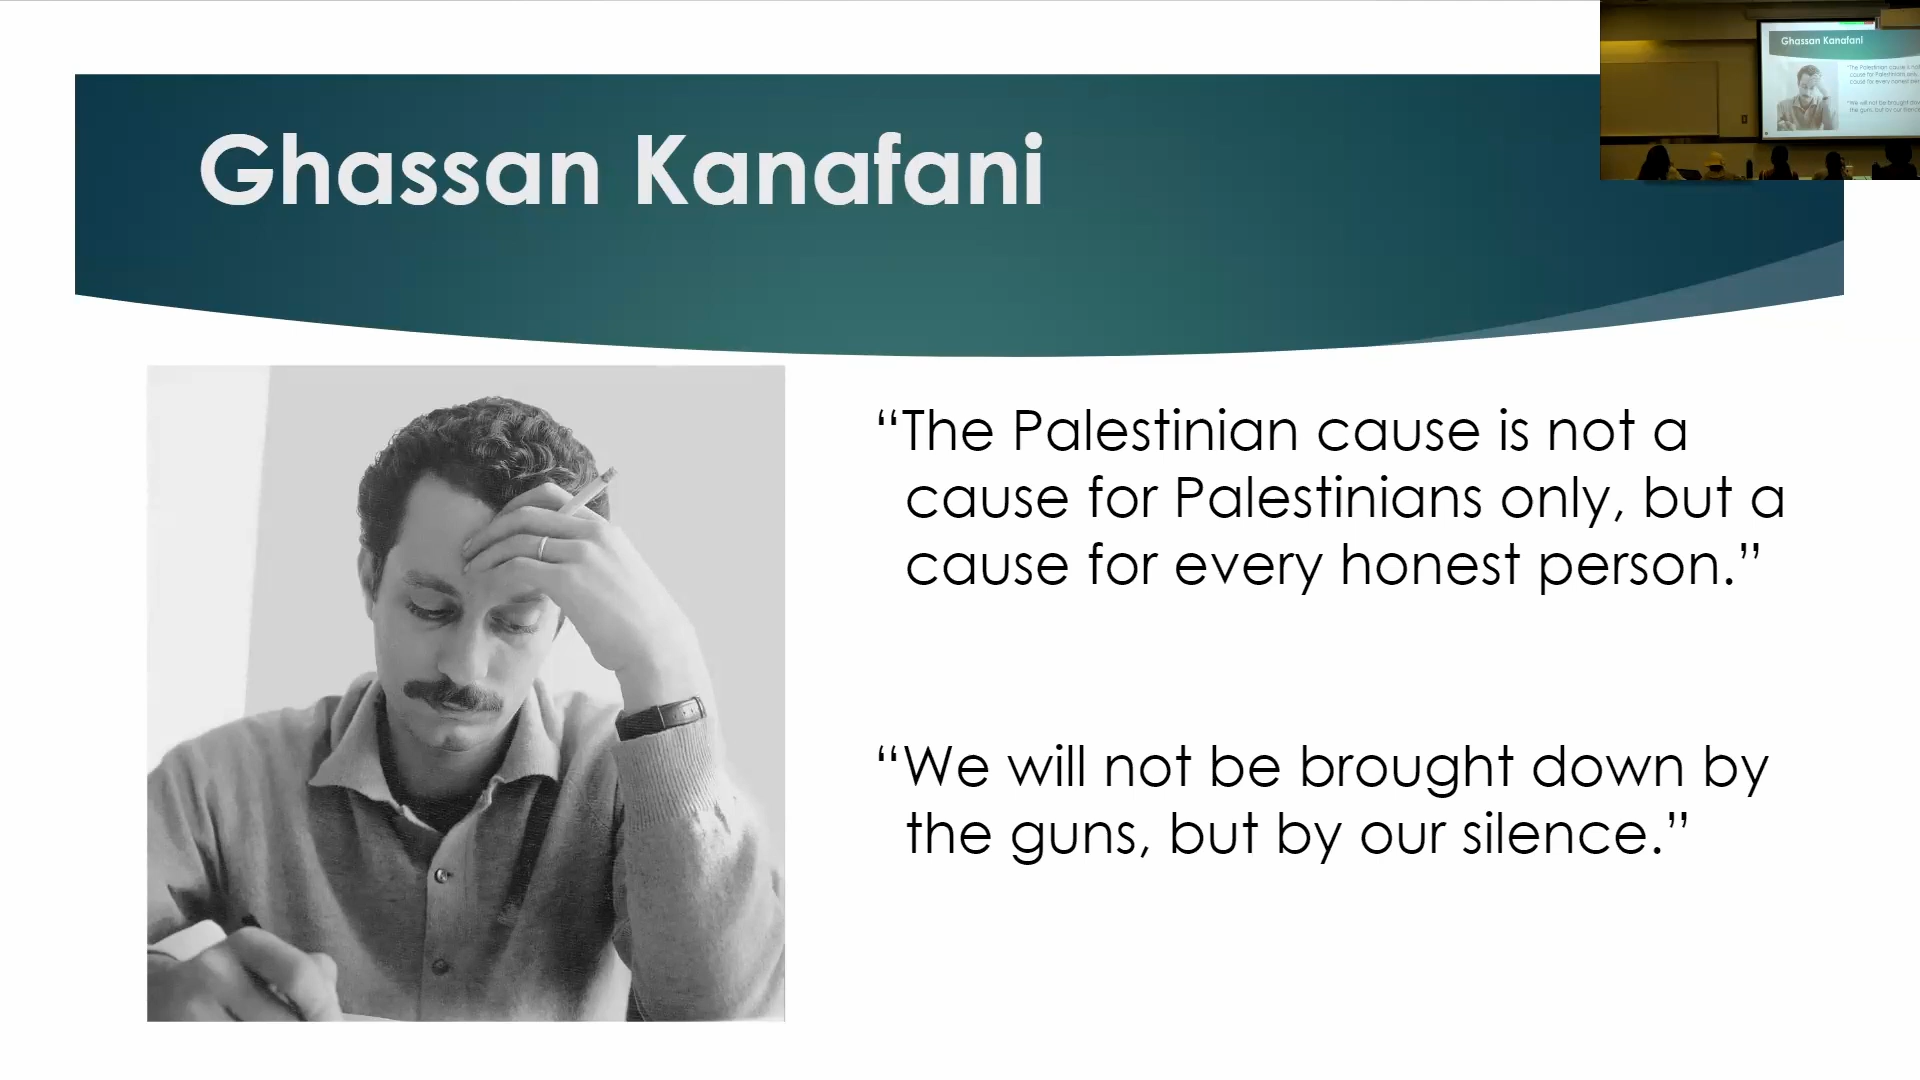 Ghassan Kanafani
“The Palestinian cause is not a
cause for Palestinians only, but a
cause for every honest person.”
“We will not be brought down by
the guns, but by our silence.”
Ghassan Kanafani